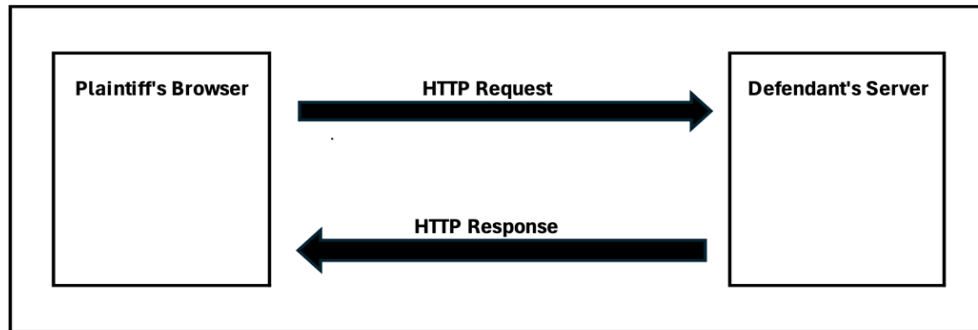 Plaintiff's Browser
HTTP Request
Defendant's Server
HTTP Response